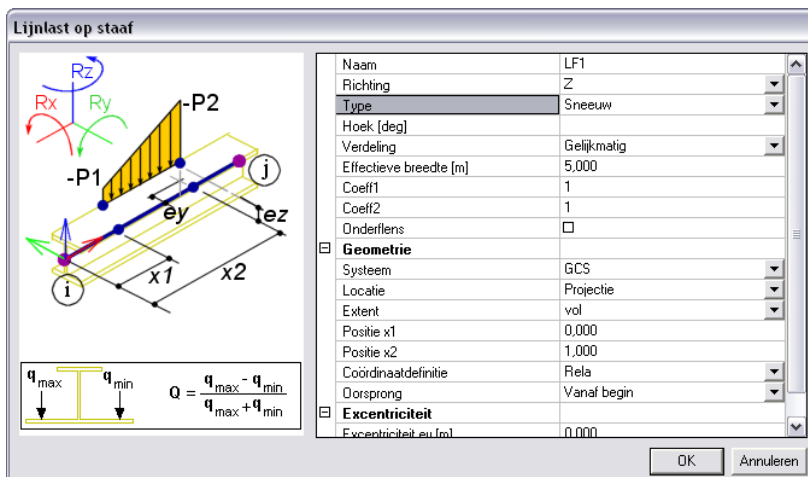 Lijnlast op staaf
Rz
Rx
Ry
-P2
-P1
j
ey
ez
x1
x2
i
q max
q min
Q = q max - q min / q max + q min
Naam LF1
Richting Z
Type Sneeuw
Hoek [deg]
Verdeling Gelijkmatig
Effectieve breedte [m] 5,000
Coeff1 1
Coeff2 1
Onderflens
Geometrie
Systeem GCS
Locatie Projectie
Extent vol
Positie x1 0,000
Positie x2 1,000
Coördinaatdefinitie Rela
Oorsprong Vanaf begin
Excentriciteit
Excentriciteit eu [m] 0.000
OK Annuleren